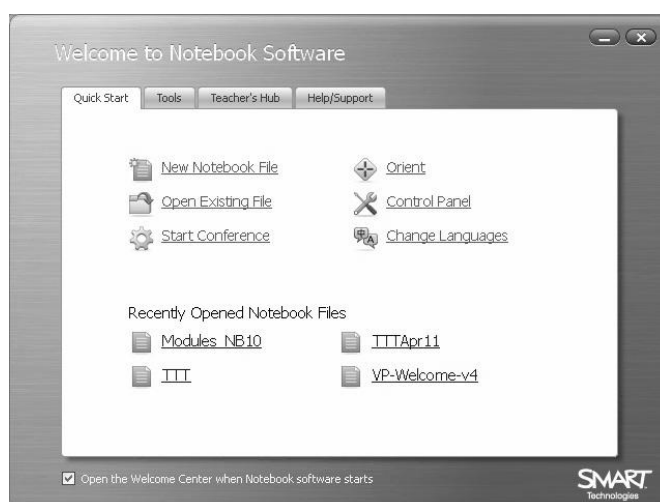 Welcome to Notebook Software
Quick Start Tools Teacher's Hub Help/Support
New Notebook File Orient
Open Existing File Control Panel
Start Conference Change Languages
Recently Opened Notebook Files
Modules_NB10 TTTApr11
TTT VP-Welcome-v4
Open the Welcome Center when Notebook software starts
SMART
Technologies